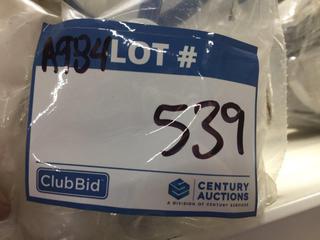 A984 LOT #
539
ClubBid
CENTURY
AUCTIONS
A DIVISION OF CENTURY SERVICES